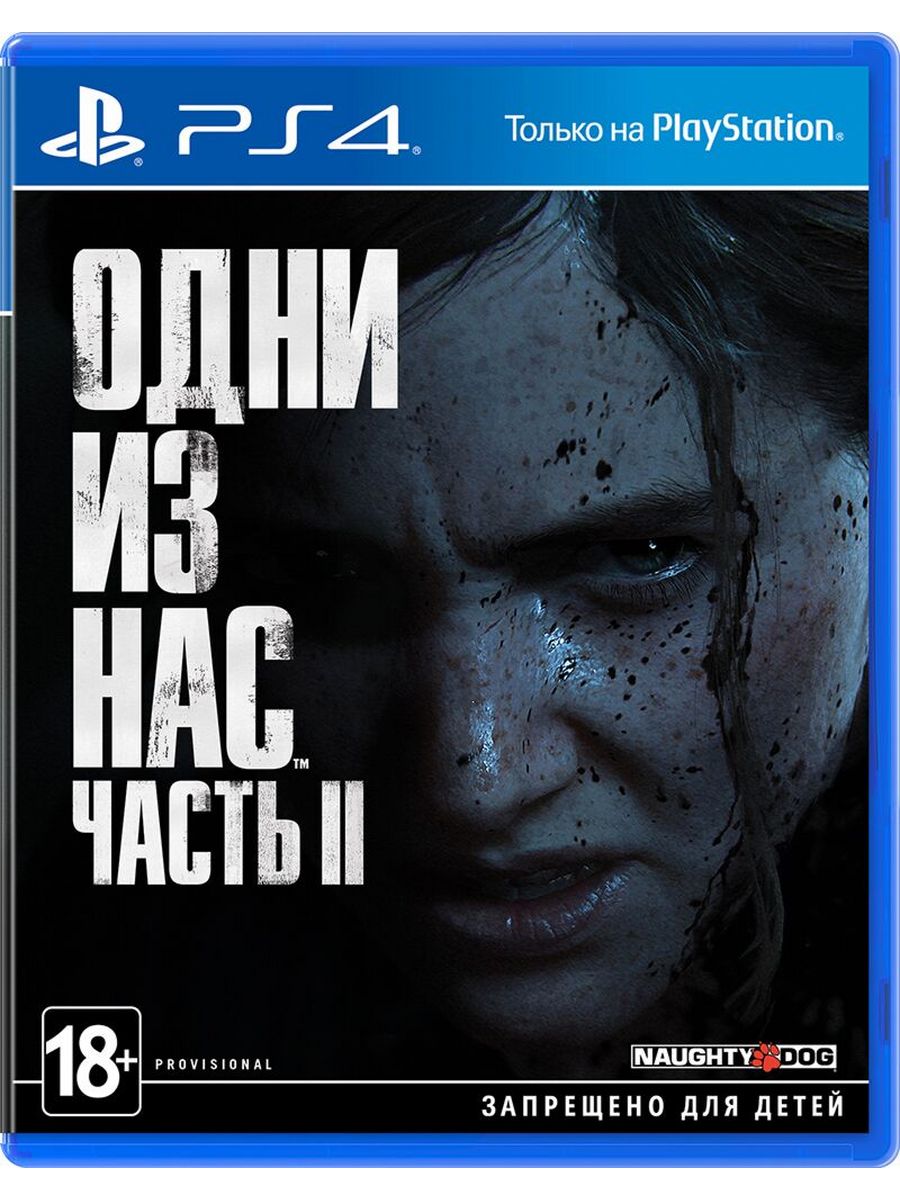 PS4
Только на PlayStation
ОДНИ
ИЗ
НАС™
ЧАСТЬ II
18+
PROVISIONAL
NAUGHTY DOG
ЗАПРЕЩЕНО ДЛЯ ДЕТЕЙ